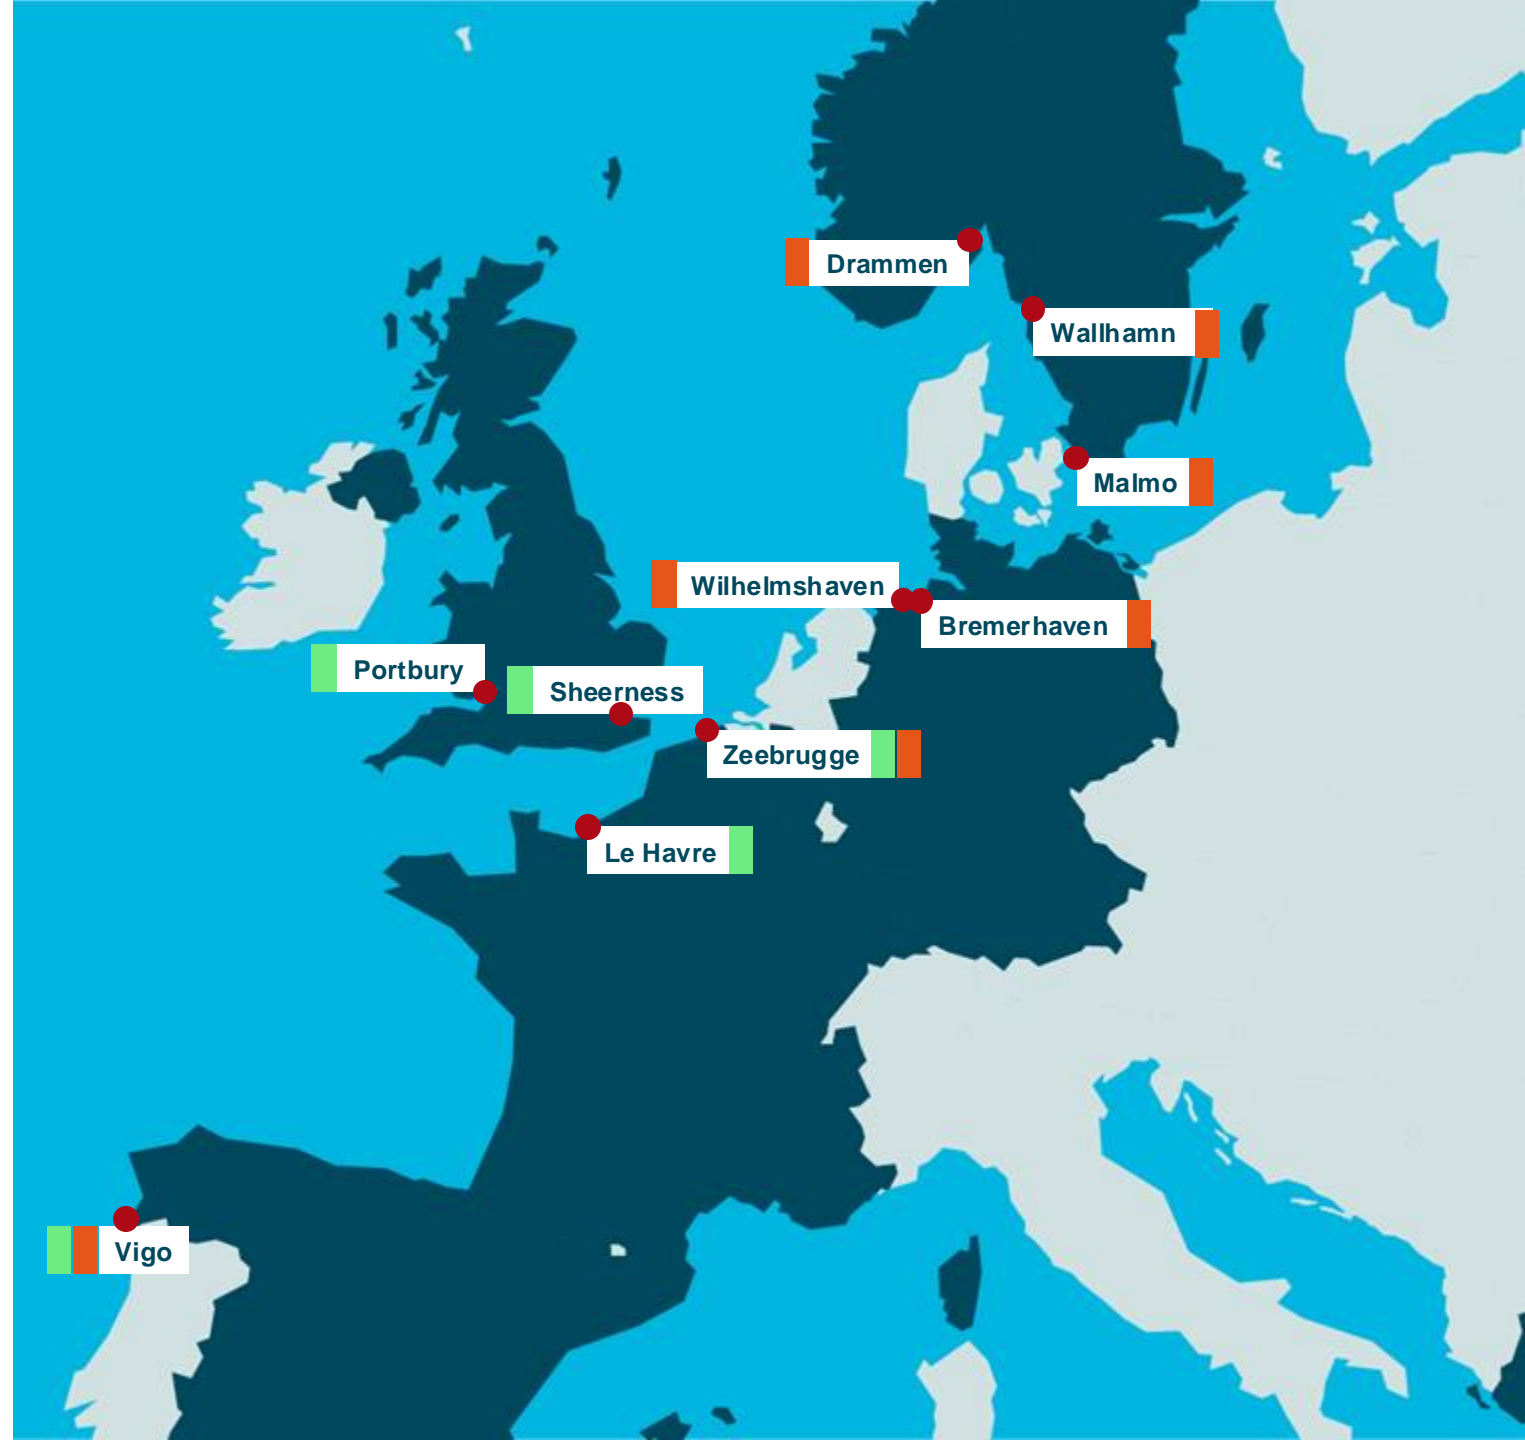 Drammen
Wallhamn
Malmo
Wilhelmshaven
Bremerhaven
Portbury
Sheerness
Zeebrugge
Le Havre
Vigo